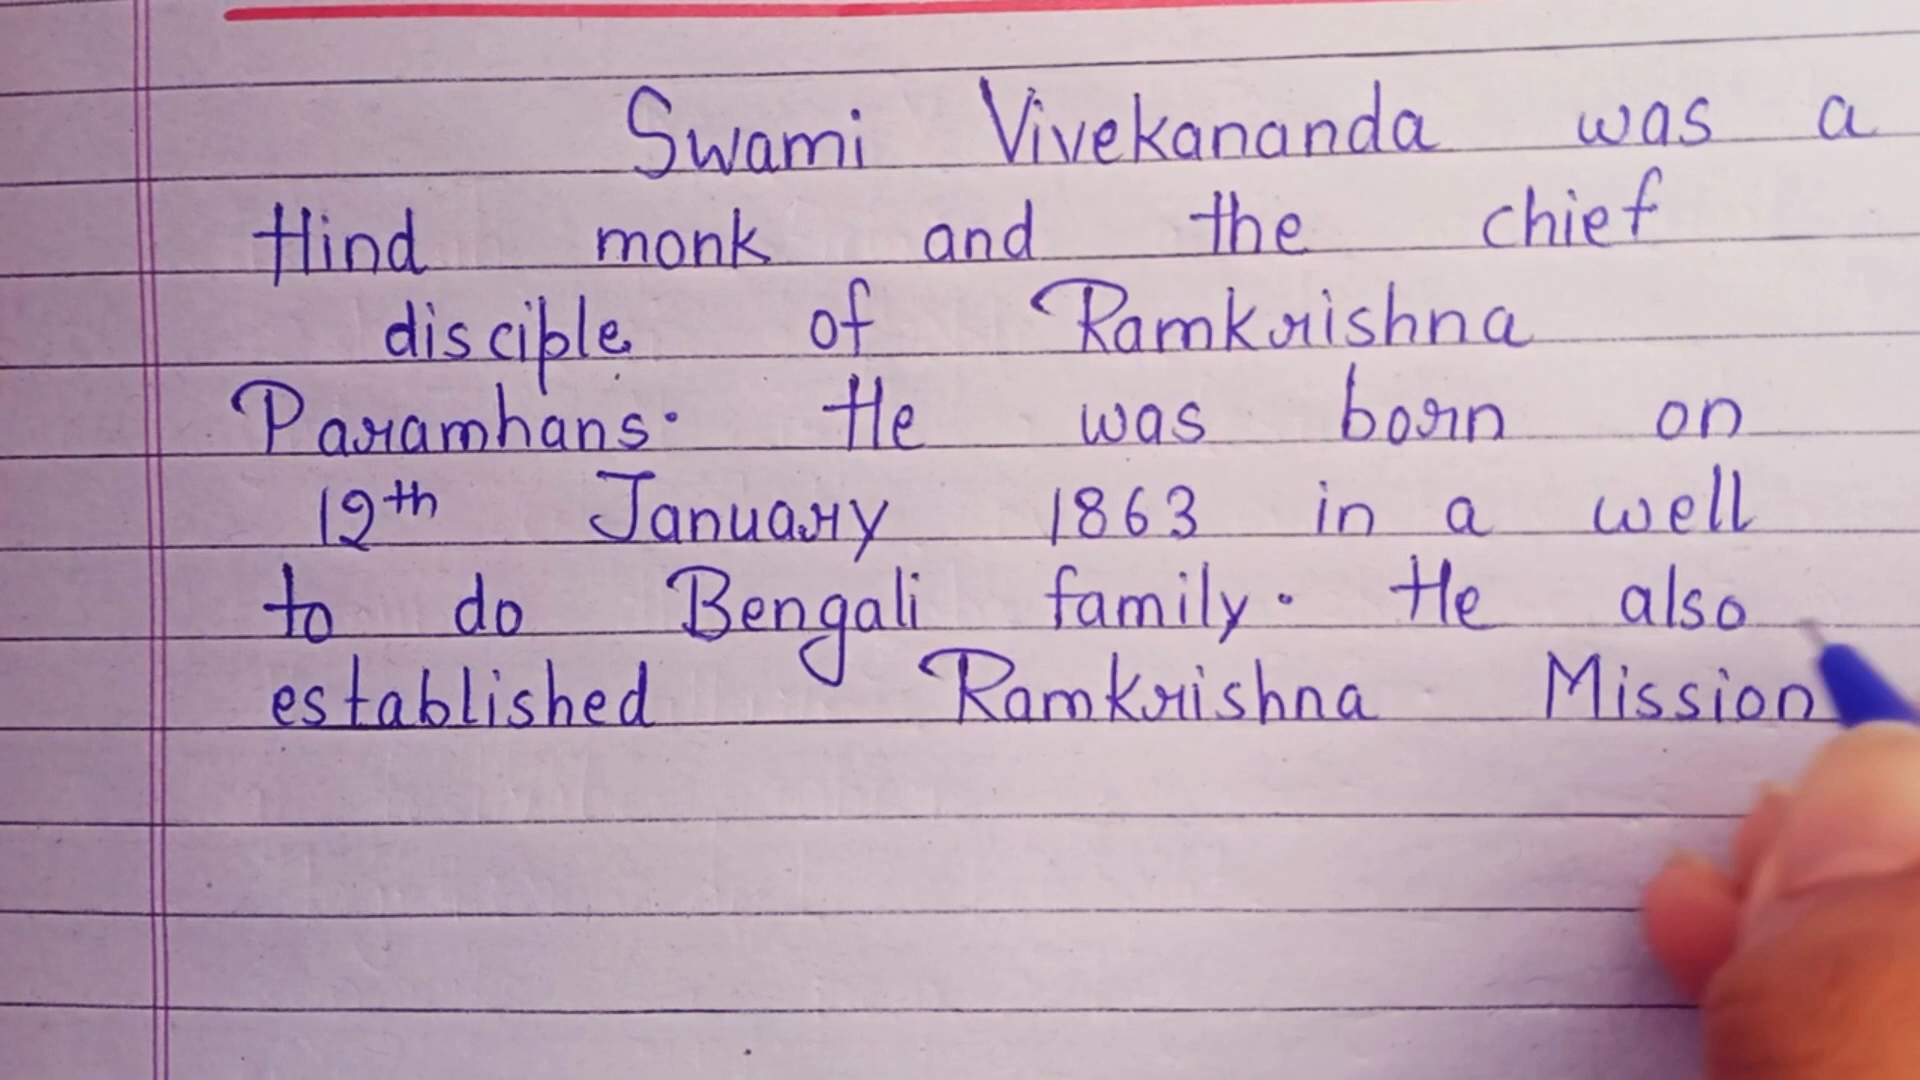 Swami Vivekananda was a
Hind monk and the chief
disciple of Ramkrishna
Paramhans. He was born on
12th January 1863 in a well
to do Bengali family. He also
established Ramkrishna Mission